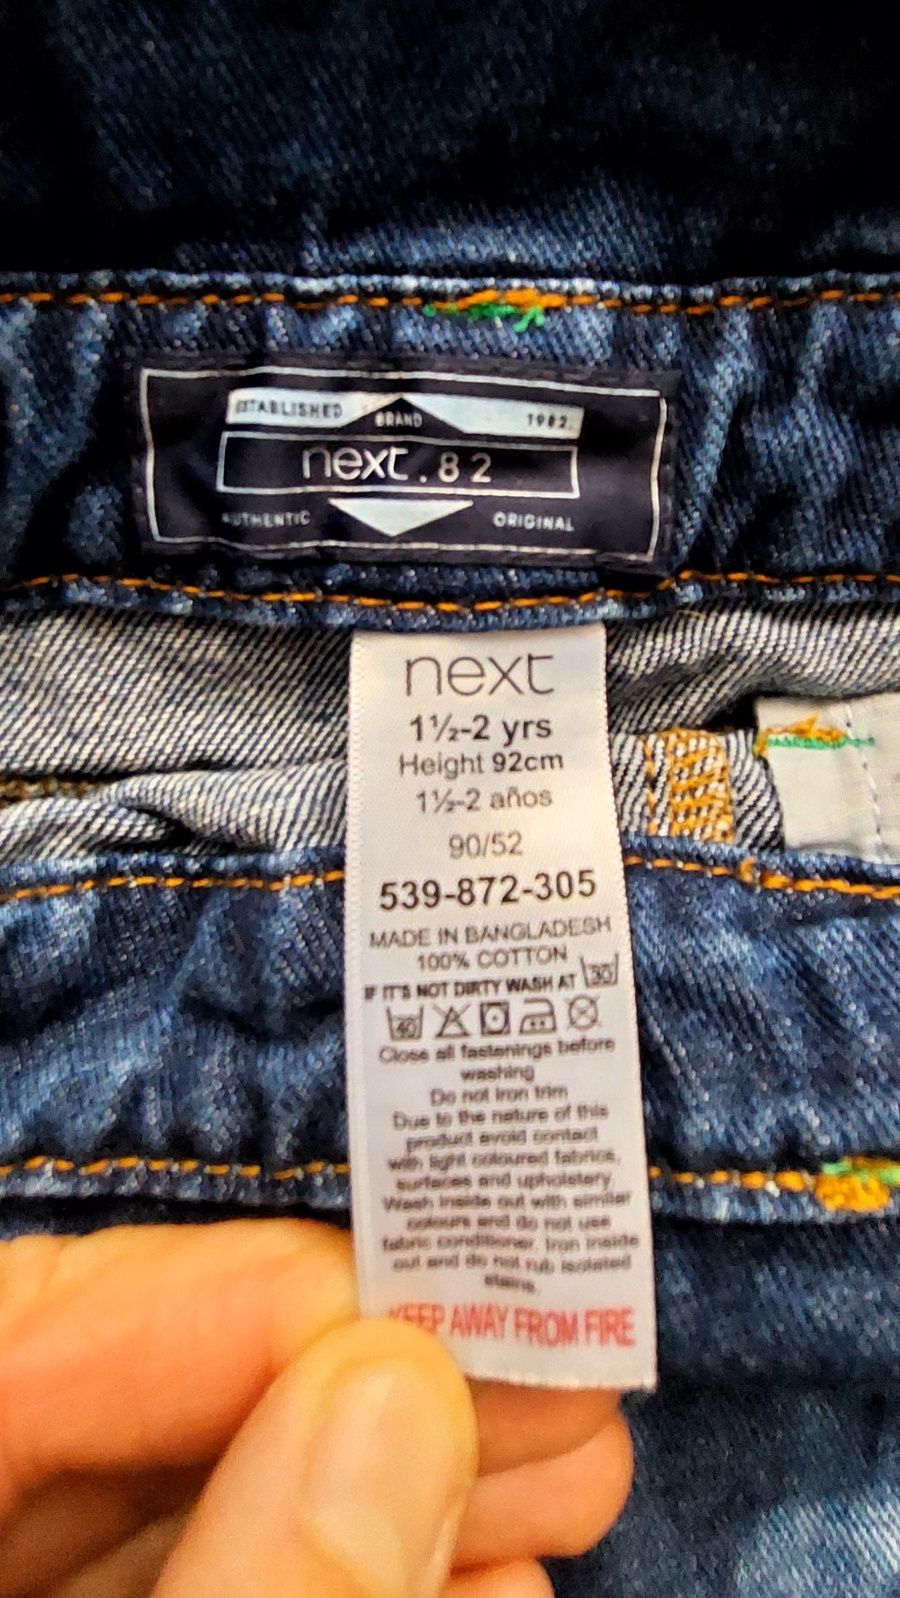 ESTABLISHED BRAND 1982.
next.82
AUTHENTIC ORIGINAL
next
1½-2 yrs
Height 92cm
1½-2 años
90/52
539-872-305
MADE IN BANGLADESH
100% COTTON
IF IT'S NOT DIRTY WASH AT 30
40
Close all fastenings before
washing
Do not iron trim
Due to the nature of this
product avoid contact
with light coloured fabrics,
surfaces and upholstery.
Wash inside out with similar
colours and do not use
fabric conditioner. Iron inside
out and do not rub isolated
stains.
KEEP AWAY FROM FIRE